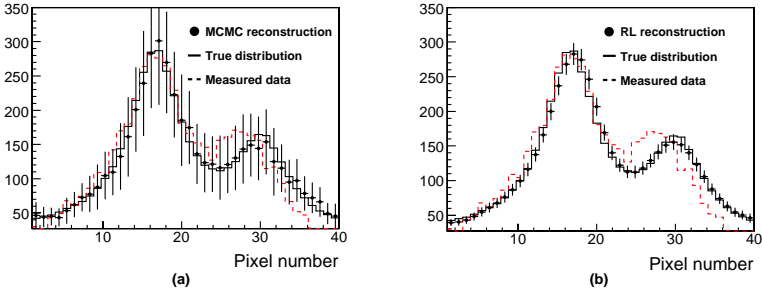 350
300
250
200
150
100
50
10
20
30
40
MCMC reconstruction
True distribution
Measured data
Pixel number
(a)
350
300
250
200
150
100
50
10
20
30
40
RL reconstruction
True distribution
Measured data
Pixel number
(b)